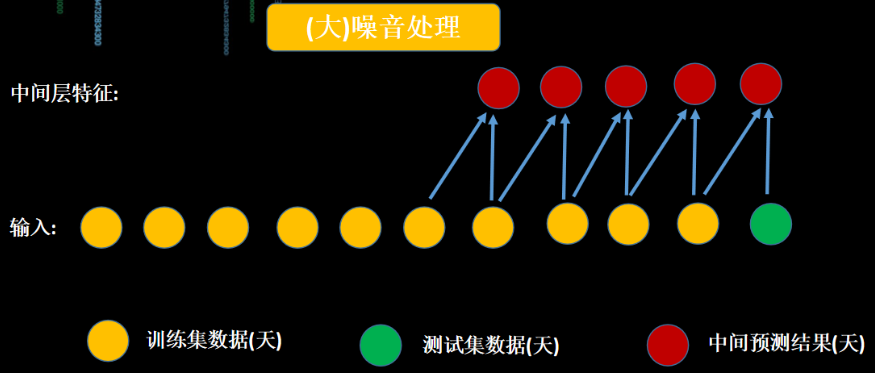 (大)噪音处理
中间层特征:
输入:
训练集数据(天)
测试集数据(天)
中间预测结果(天)